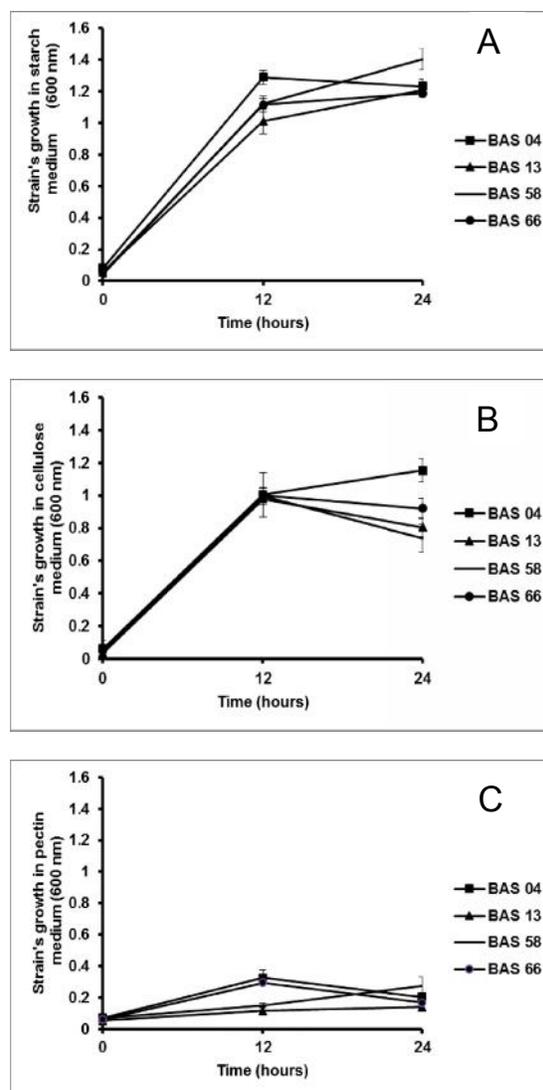 A
Strain's growth in starch
medium
(600 nm)
1.6
1.4
1.2
1
0.8
0.6
0.4
0.2
0
0
12
24
Time (hours)
BAS 04
BAS 13
BAS 58
BAS 66
B
Strain's growth in cellulose
medium (600 nm)
1.6
1.4
1.2
1
0.8
0.6
0.4
0.2
0
0
12
24
Time (hours)
BAS 04
BAS 13
BAS 58
BAS 66
C
Strain's growth in pectin
medium (600 nm)
1.6
1.4
1.2
1
0.8
0.6
0.4
0.2
0
0
12
24
Time (hours)
BAS 04
BAS 13
BAS 58
BAS 66